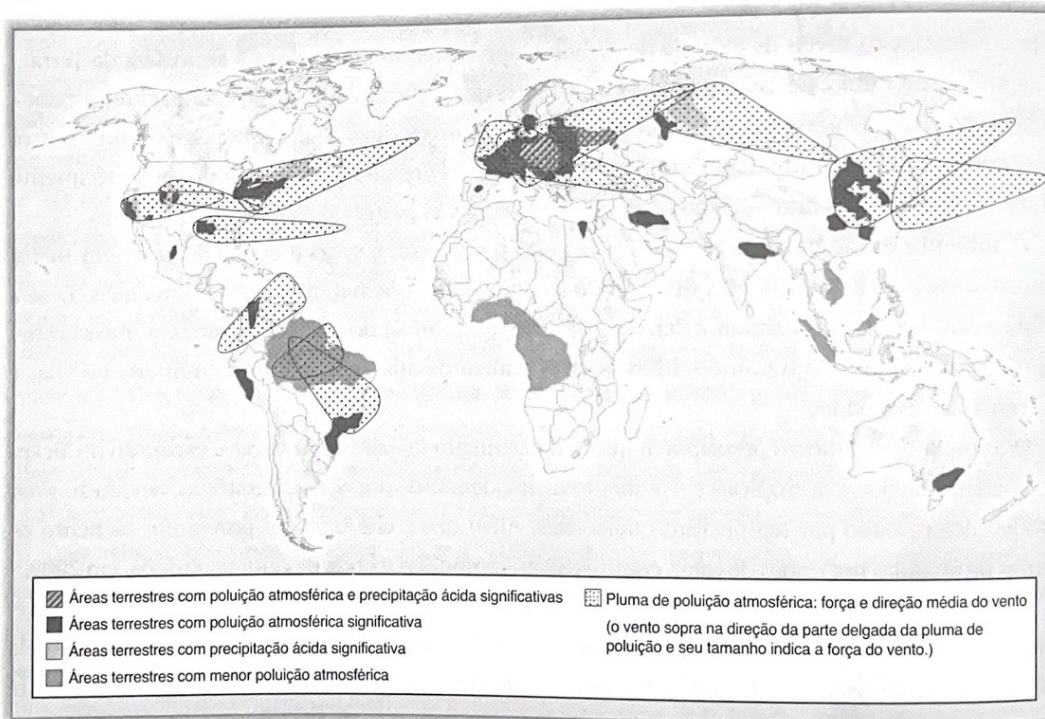 Áreas terrestres com poluição atmosférica e precipitação ácida significativas
Áreas terrestres com poluição atmosférica significativa
Áreas terrestres com precipitação ácida significativa
Áreas terrestres com menor poluição atmosférica
Pluma de poluição atmosférica: força e direção média do vento
(o vento sopra na direção da parte delgada da pluma de
poluição e seu tamanho indica a força do vento.)